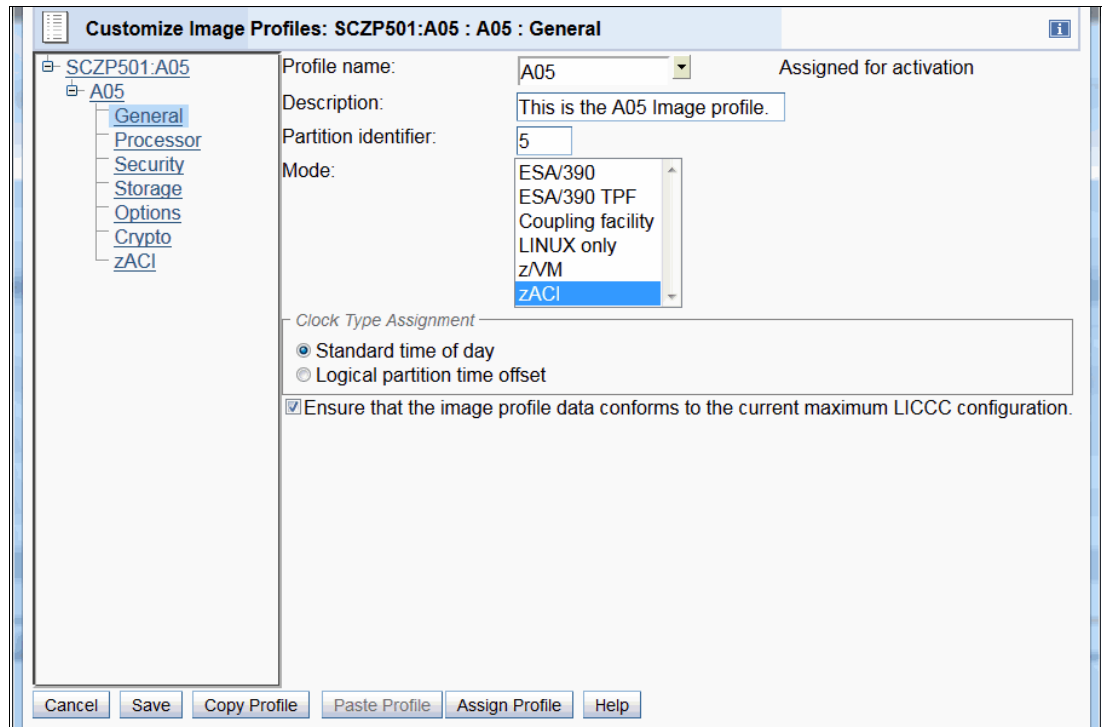 Customize Image Profiles: SCZP501:A05 : A05 : General
i
SCZP501:A05
A05
General
Processor
Security
Storage
Options
Crypto
zACI
Profile name: A05 Assigned for activation
Description: This is the A05 Image profile.
Partition identifier: 5
Mode: ESA/390
ESA/390 TPF
Coupling facility
LINUX only
z/VM
zACI
Clock Type Assignment
Standard time of day
Logical partition time offset
Ensure that the image profile data conforms to the current maximum LICCC configuration.
Cancel Save Copy Profile Paste Profile Assign Profile Help